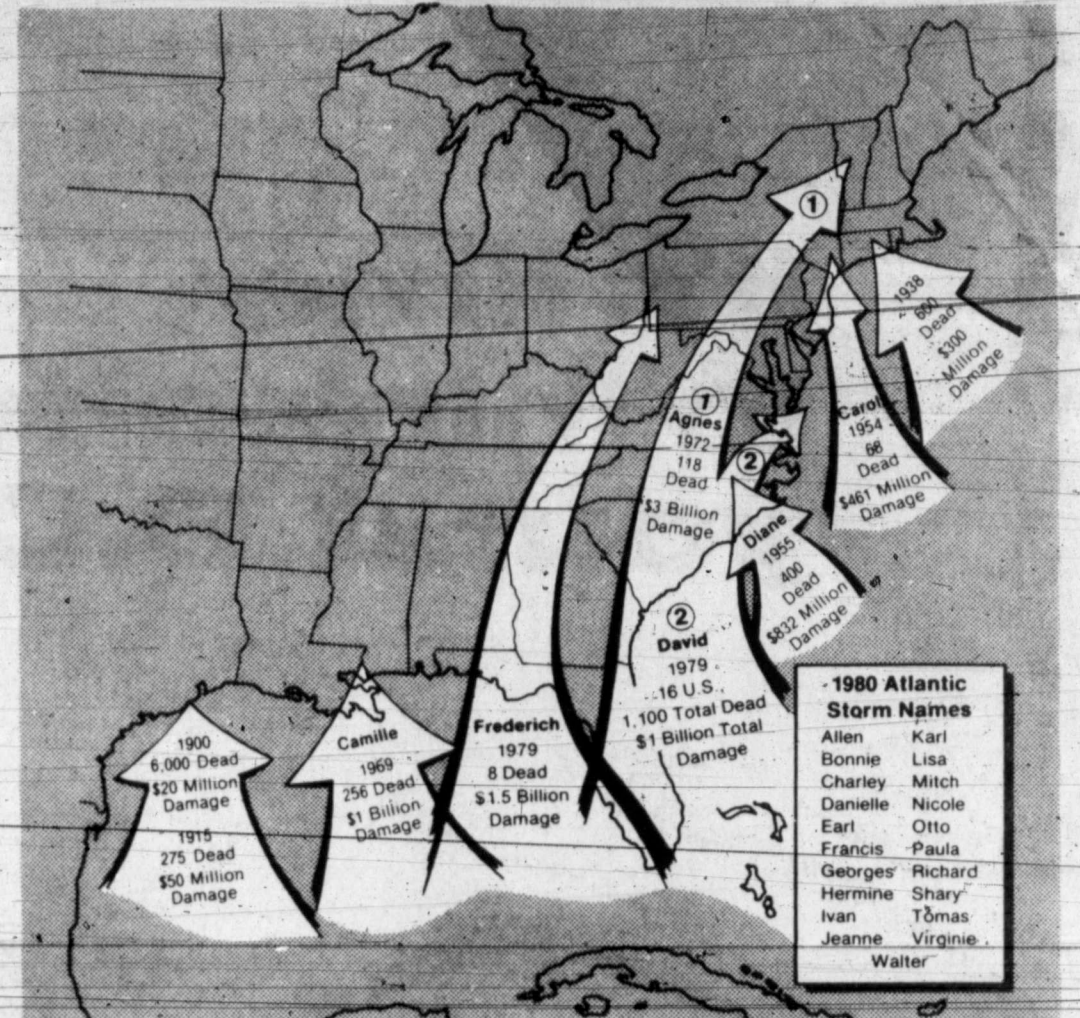 1
1938
600
Dead
$300
Million
Damage
1
Agnes
1972
118
Dead
$3 Billion
Damage
Carol
1954
68
Dead
$461 Million
Damage
2
Diane
1955
400
Dead
$832 Million
Damage
2
David
1979
16 U.S.,
1,100 Total Dead
$1 Billion Total
Damage
Frederich
1979
8 Dead
$1.5 Billion
Damage
Camille
1969
256 Dead
$1 Billion
Damage
1900
6,000 Dead
$20 Million
Damage
1915
275 Dead
$50 Million
Damage
1980 Atlantic
Storm Names
Allen Karl
Bonnie Lisa
Charley Mitch
Danielle Nicole
Earl Otto
Francis Paula
Georges Richard
Hermine Shary
Ivan Tomas
Jeanne Virginie
Walter